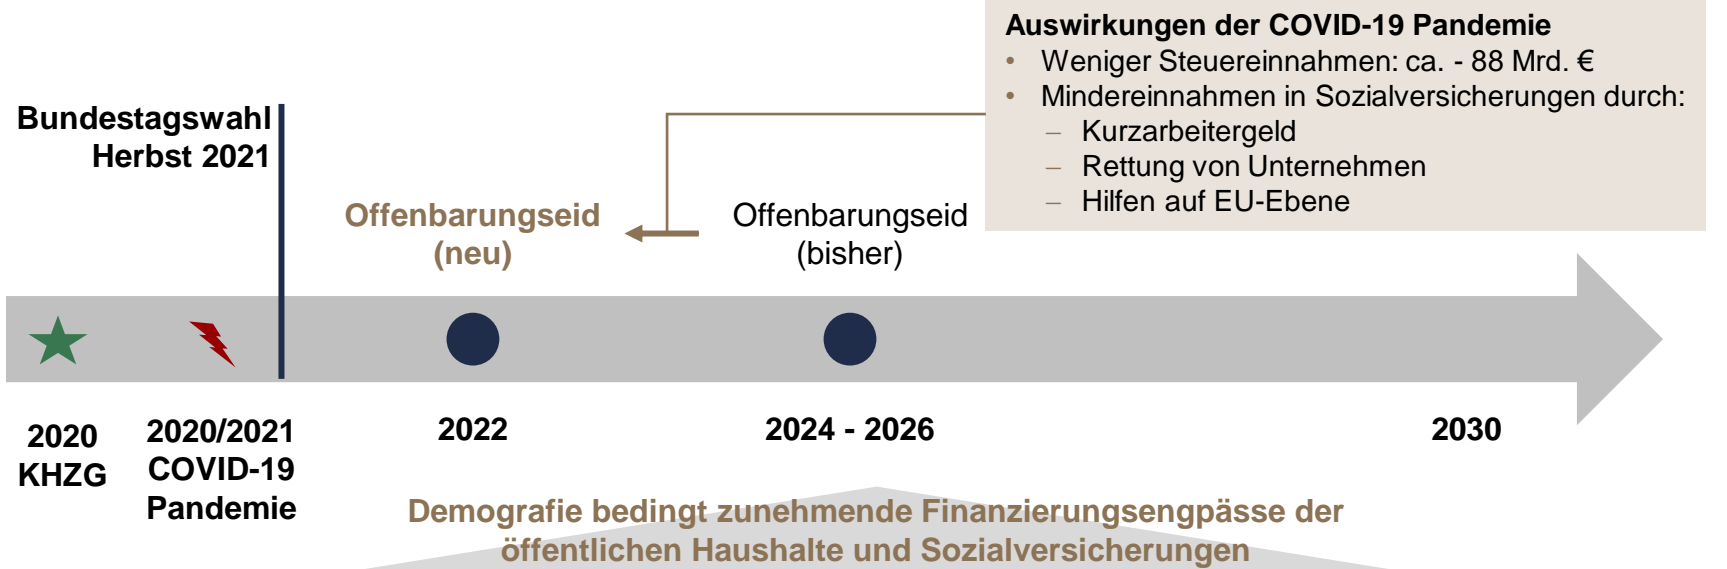 Auswirkungen der COVID-19 Pandemie
• Weniger Steuereinnahmen: ca. - 88 Mrd. €
• Mindereinnahmen in Sozialversicherungen durch:
– Kurzarbeitergeld
– Rettung von Unternehmen
– Hilfen auf EU-Ebene
Bundestagswahl
Herbst 2021
Offenbarungseid
(neu)
Offenbarungseid
(bisher)
2020
KHZG
2020/2021
COVID-19
Pandemie
2022
2024 - 2026
2030
Demografie bedingt zunehmende Finanzierungsengpässe der
öffentlichen Haushalte und Sozialversicherungen